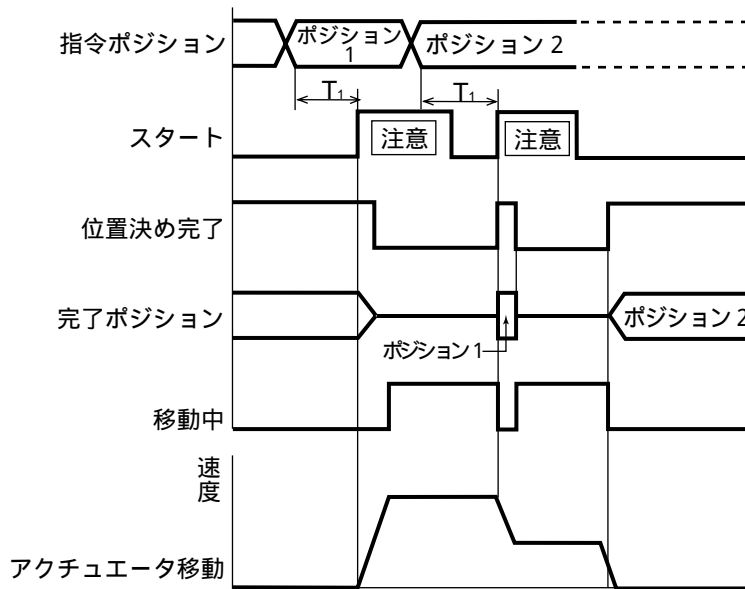 指令ポジション
ポジション
1
ポジション 2
T1
T1
スタート
注意
注意
位置決め完了
完了ポジション
ポジション 2
ポジション 1
移動中
速度
アクチュエータ移動